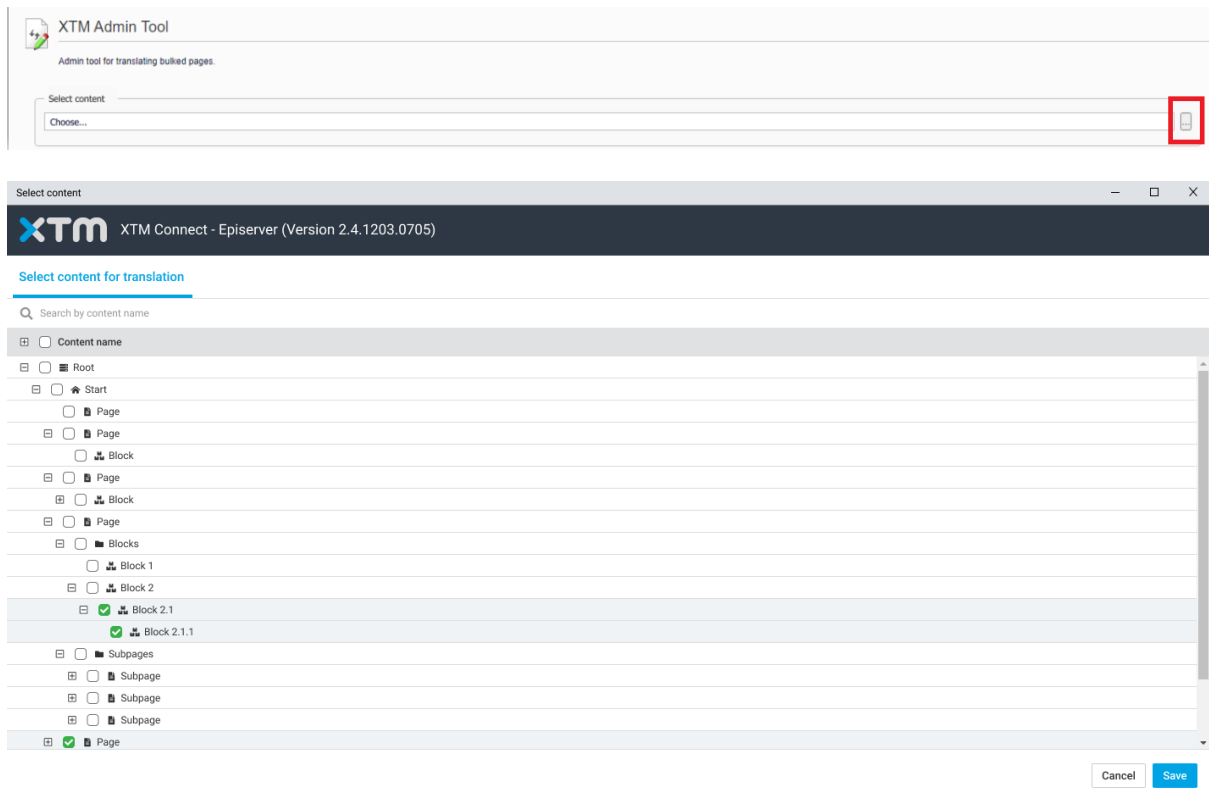 XTM Admin Tool
Admin tool for translating bulked pages.
Select content
Choose...
...
Select content
XTM XTM Connect - Episerver (Version 2.4.1203.0705)
Select content for translation
Search by content name
Content name
Root
Start
Page
Page
Block
Page
Block
Page
Blocks
Block 1
Block 2
Block 2.1
Block 2.1.1
Subpages
Subpage
Subpage
Subpage
Page
Cancel Save